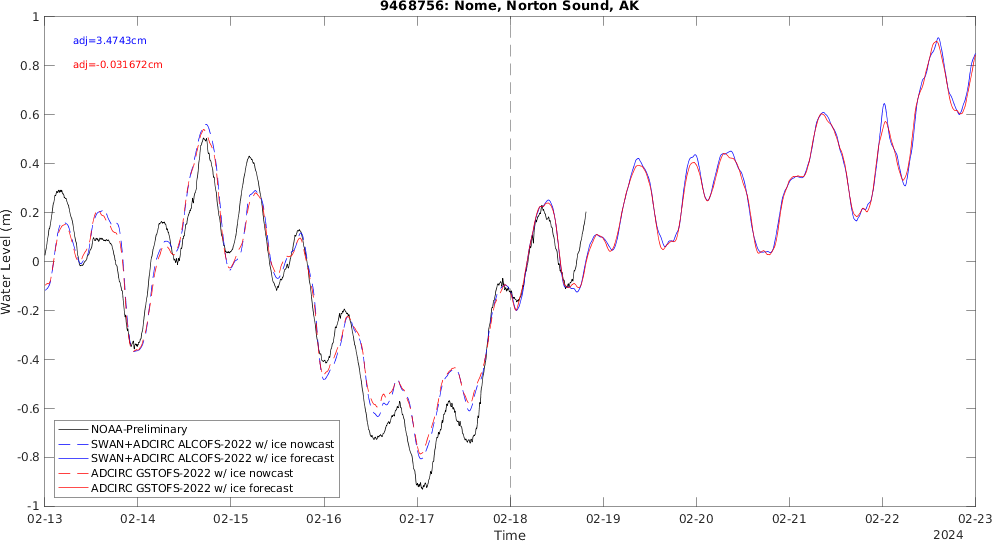 9468756: Nome, Norton Sound, AK
adj=3.4743cm
adj=-0.031672cm
Water Level (m)
1
0.8
0.6
0.4
0.2
0
-0.2
-0.4
-0.6
-0.8
-1
NOAA-Preliminary
SWAN+ADCIRC ALCOFS-2022 w/ ice nowcast
SWAN+ADCIRC ALCOFS-2022 w/ ice forecast
ADCIRC GSTOFS-2022 w/ ice nowcast
ADCIRC GSTOFS-2022 w/ ice forecast
02-13 02-14 02-15 02-16 02-17 02-18 02-19 02-20 02-21 02-22 02-23
Time
2024